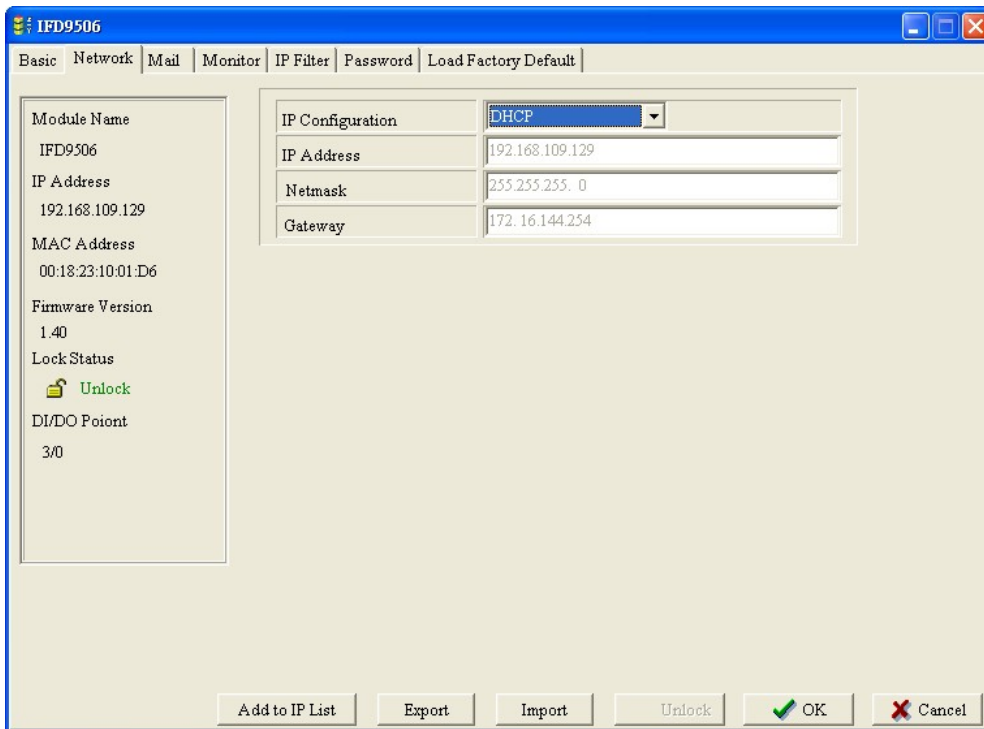 IFD9506
Basic Network Mail Monitor IP Filter Password Load Factory Default
Module Name
IFD9506
IP Address
192.168.109.129
MAC Address
00:18:23:10:01:D6
Firmware Version
1.40
Lock Status
Unlock
DI/DO Poiont
3/0
IP Configuration DHCP
IP Address 192.168.109.129
Netmask 255.255.255. 0
Gateway 172. 16.144.254
Add to IP List Export Import Unlock OK Cancel